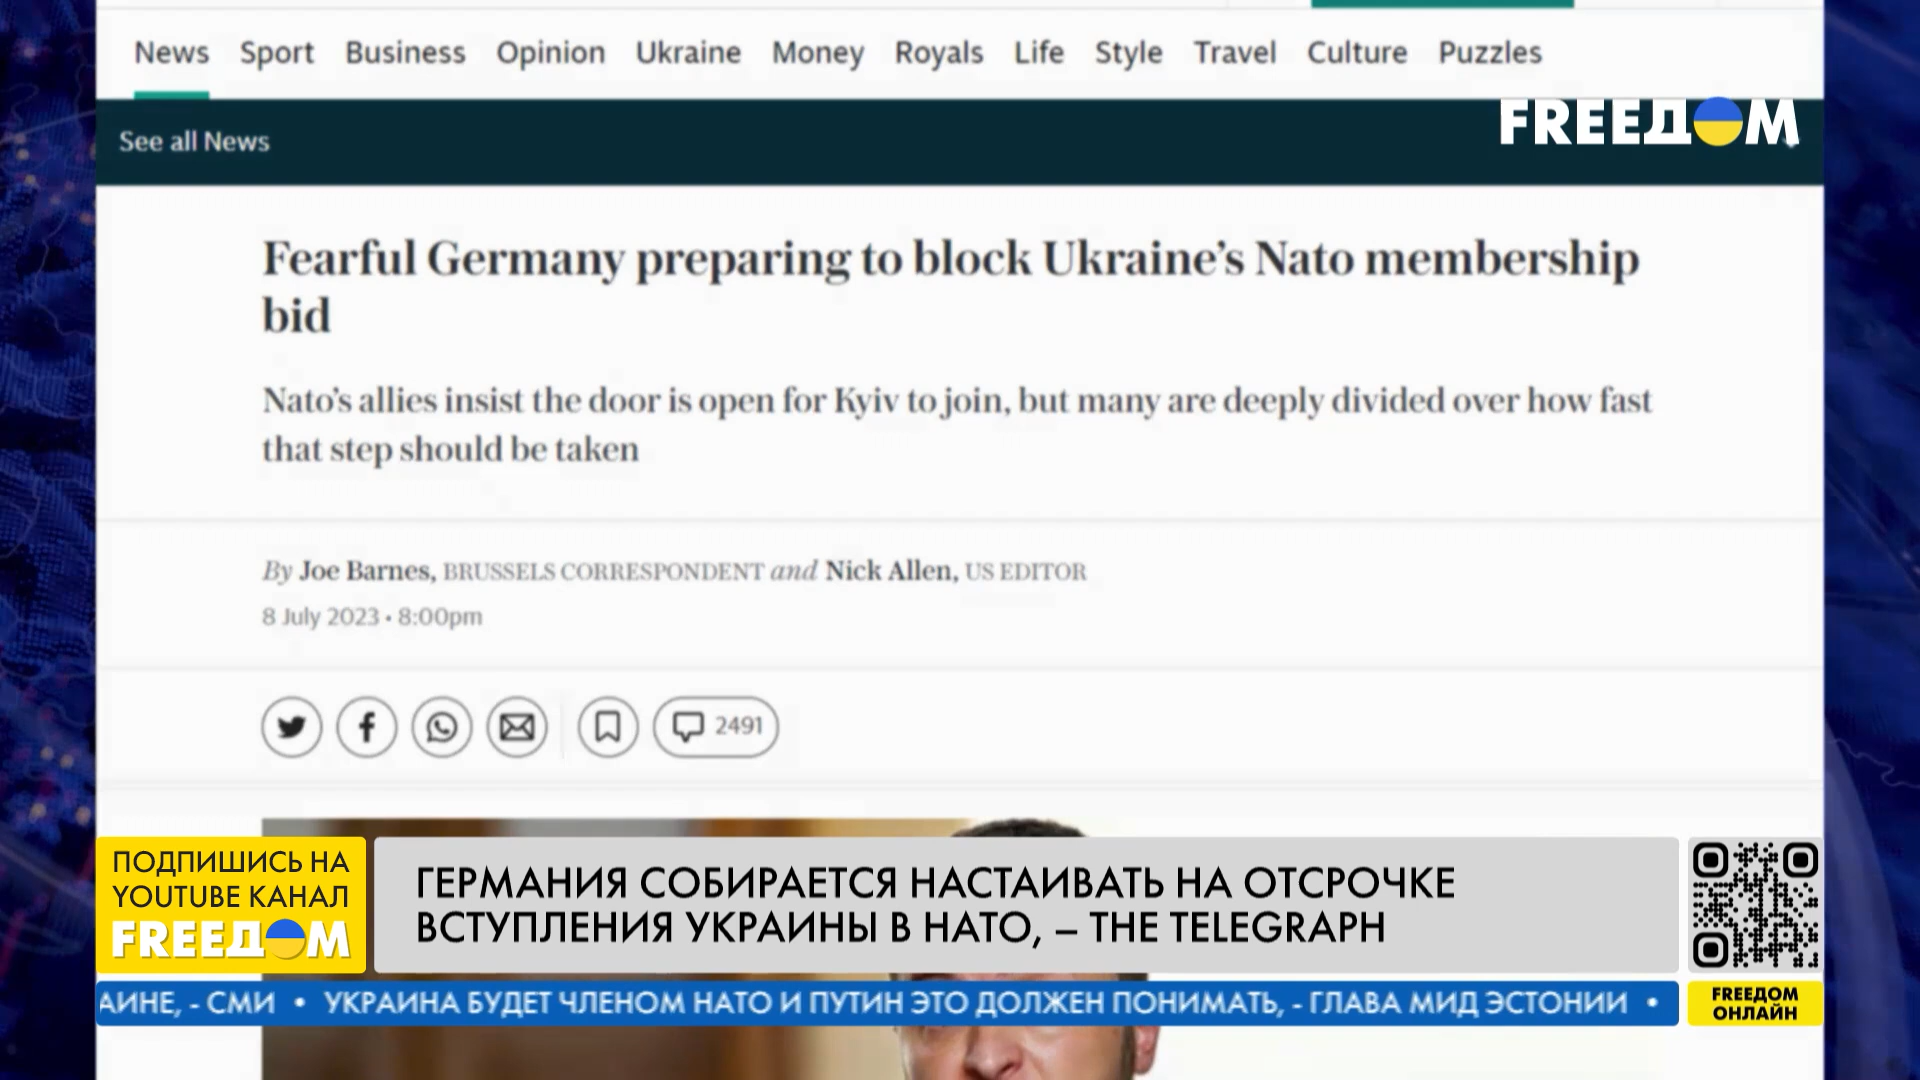 News Sport Business Opinion Ukraine Money Royals Life Style Travel Culture Puzzles
See all News
FREEДOM
Fearful Germany preparing to block Ukraine’s Nato membership
bid
Nato’s allies insist the door is open for Kyiv to join, but many are deeply divided over how fast
that step should be taken
By Joe Barnes, BRUSSELS CORRESPONDENT and Nick Allen, US EDITOR
8 July 2023 • 8:00pm
2491
ПОДПИШИСЬ НА
YOUTUBE КАНАЛ
FREEДOM
ГЕРМАНИЯ СОБИРАЕТСЯ НАСТАИВАТЬ НА ОТСРОЧКЕ
ВСТУПЛЕНИЯ УКРАИНЫ В НАТО, – THE TELEGRAPH
АИНЕ, - СМИ • УКРАИНА БУДЕТ ЧЛЕНОМ НАТО И ПУТИН ЭТО ДОЛЖЕН ПОНИМАТЬ, - ГЛАВА МИД ЭСТОНИИ •
FREEДОМ
ОНЛАЙН